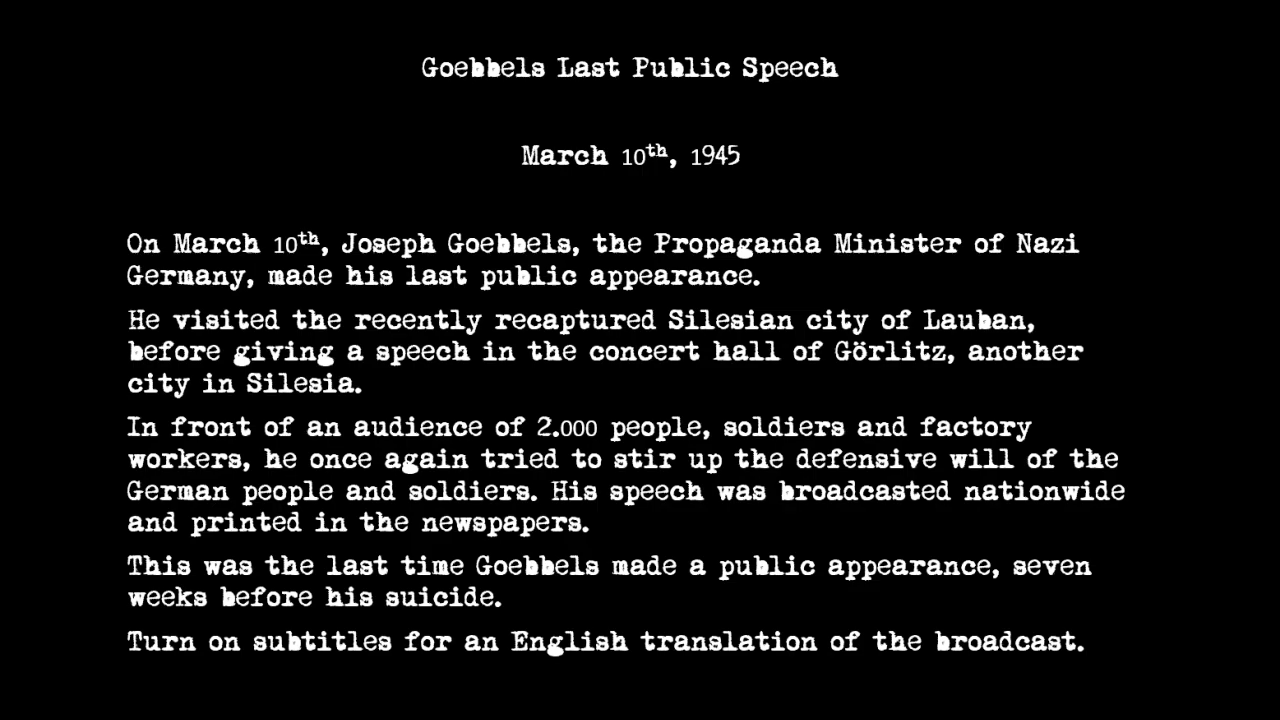 Goebbels Last Public Speech
March 10th, 1945
On March 10th, Joseph Goebbels, the Propaganda Minister of Nazi
Germany, made his last public appearance.
He visited the recently recaptured Silesian city of Lauban,
before giving a speech in the concert hall of Görlitz, another
city in Silesia.
In front of an audience of 2.000 people, soldiers and factory
workers, he once again tried to stir up the defensive will of the
German people and soldiers. His speech was broadcasted nationwide
and printed in the newspapers.
This was the last time Goebbels made a public appearance, seven
weeks before his suicide.
Turn on subtitles for an English translation of the broadcast.